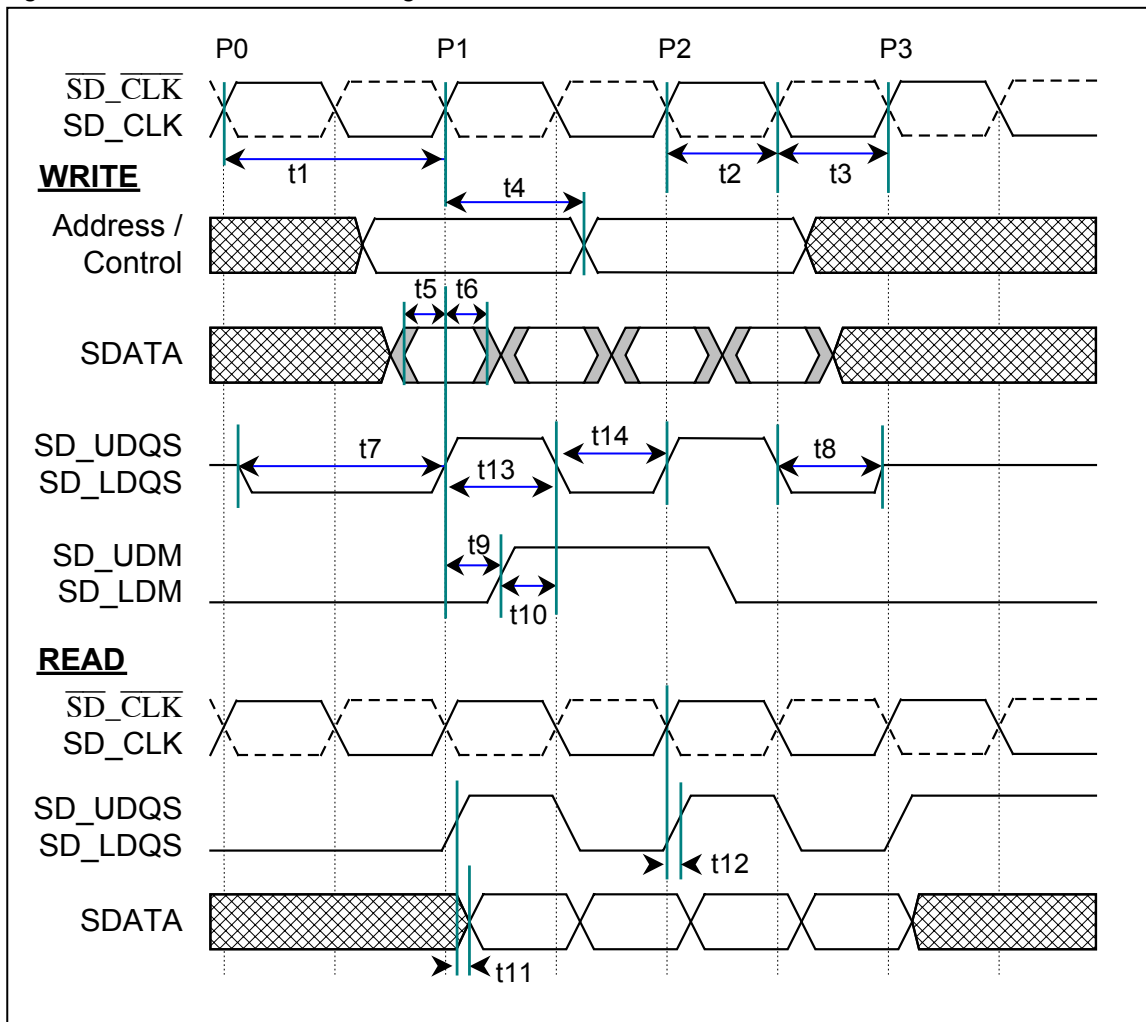 P0 P1 P2 P3
SD_CLK
SD_CLK
t1 t2 t3
WRITE
t4
Address /
Control
t5 t6
SDATA
SD_UDQS
SD_LDQS
t7 t14 t8
t13
SD_UDM
SD_LDM
t9
t10
READ
SD_CLK
SD_CLK
SD_UDQS
SD_LDQS
t12
SDATA
t11